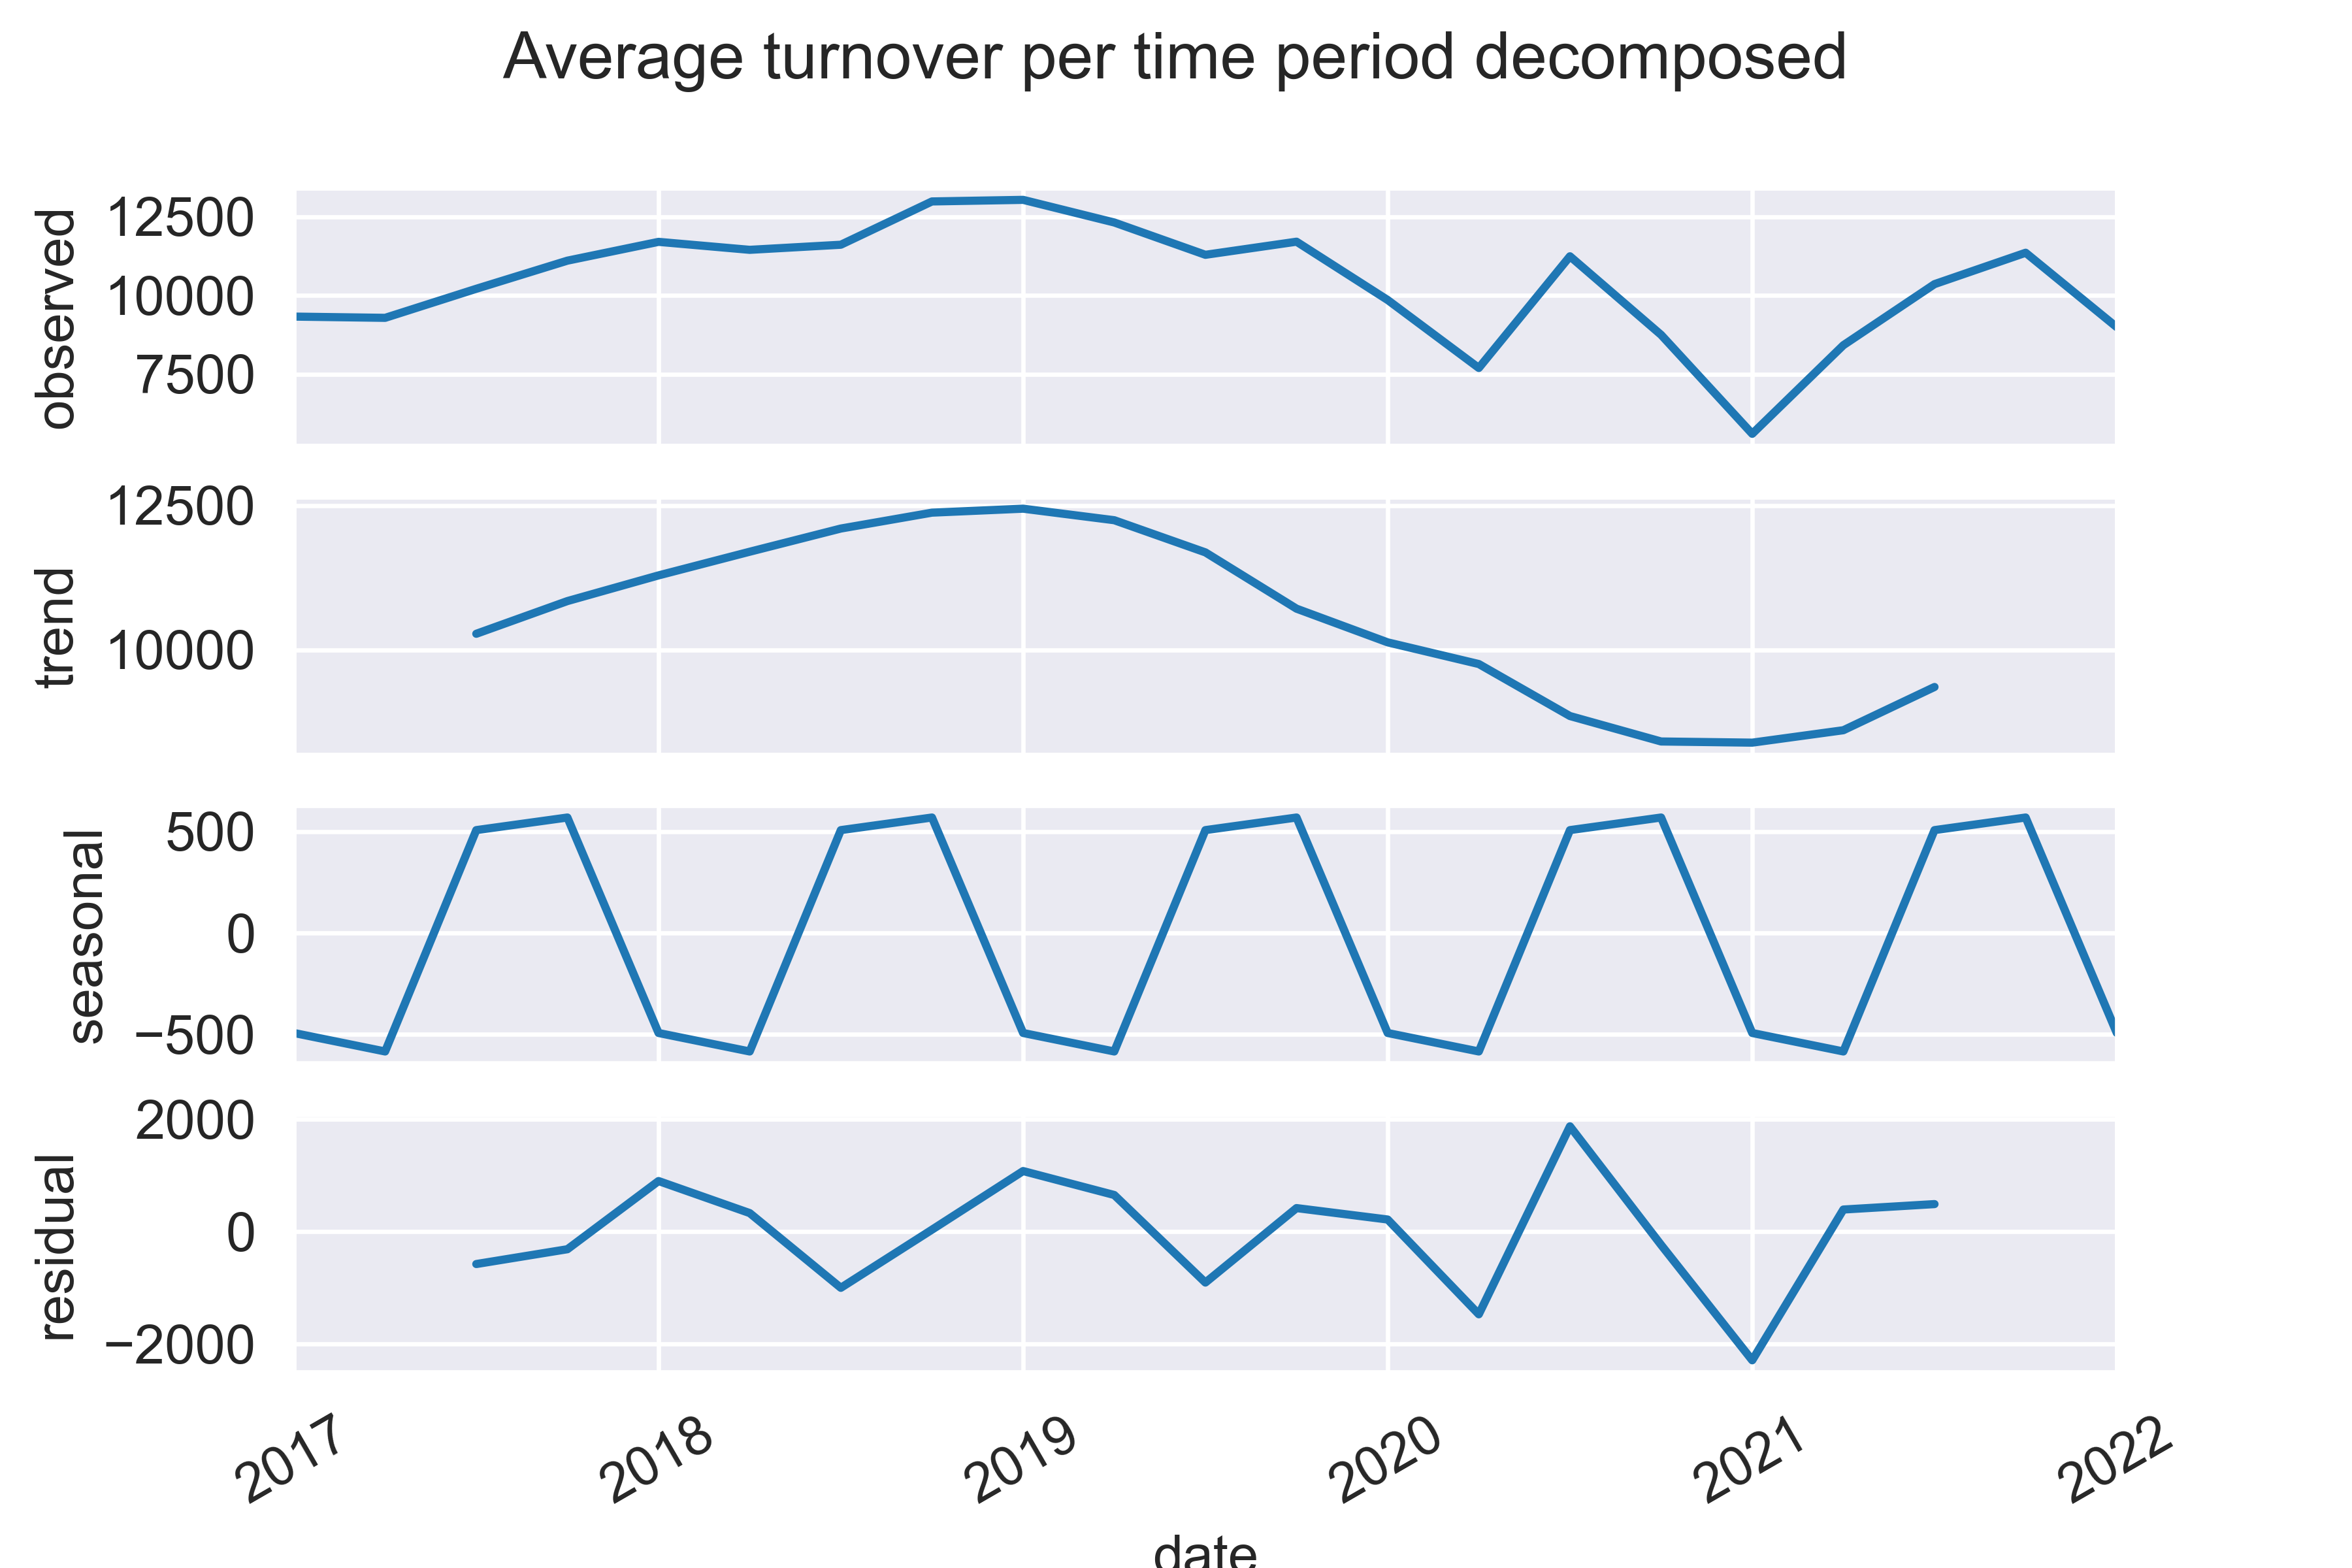 Average turnover per time period decomposed
observed
12500
10000
7500
trend
12500
10000
seasonal
500
0
−500
residual
2000
0
−2000
2017 2018 2019 2020 2021 2022
date